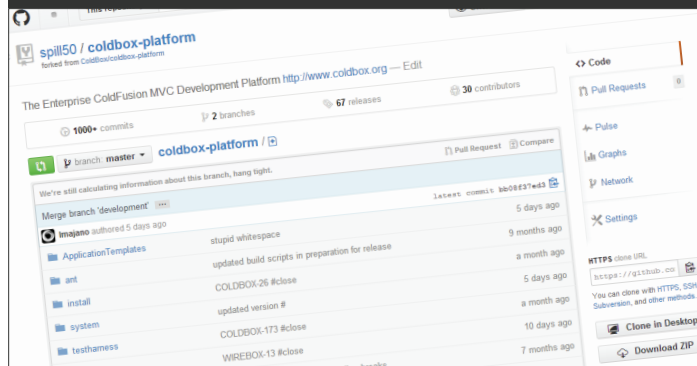 This repo
spill50 / coldbox-platform
forked from ColdBox/coldbox-platform
The Enterprise ColdFusion MVC Development Platform http://www.coldbox.org — Edit
1000+ commits
2 branches
67 releases
30 contributors
branch: master
coldbox-platform /
We're still calculating information about this branch, hang tight.
Pull Request
Compare
Merge branch 'development'
lmajano authored 5 days ago
latest commit bb08f37ed3
ApplicationTemplates
stupid whitespace
5 days ago
ant
updated build scripts in preparation for release
9 months ago
install
COLDBOX-26 #close
a month ago
system
updated version #
5 days ago
testharness
COLDBOX-173 #close
a month ago
WIREBOX-13 #close
10 days ago
7 months ago
Code
Pull Requests
0
Pulse
Graphs
Network
Settings
HTTPS clone URL
https://github.co
You can clone with HTTPS, SSH
Subversion, and other methods.
Clone in Desktop
Download ZIP